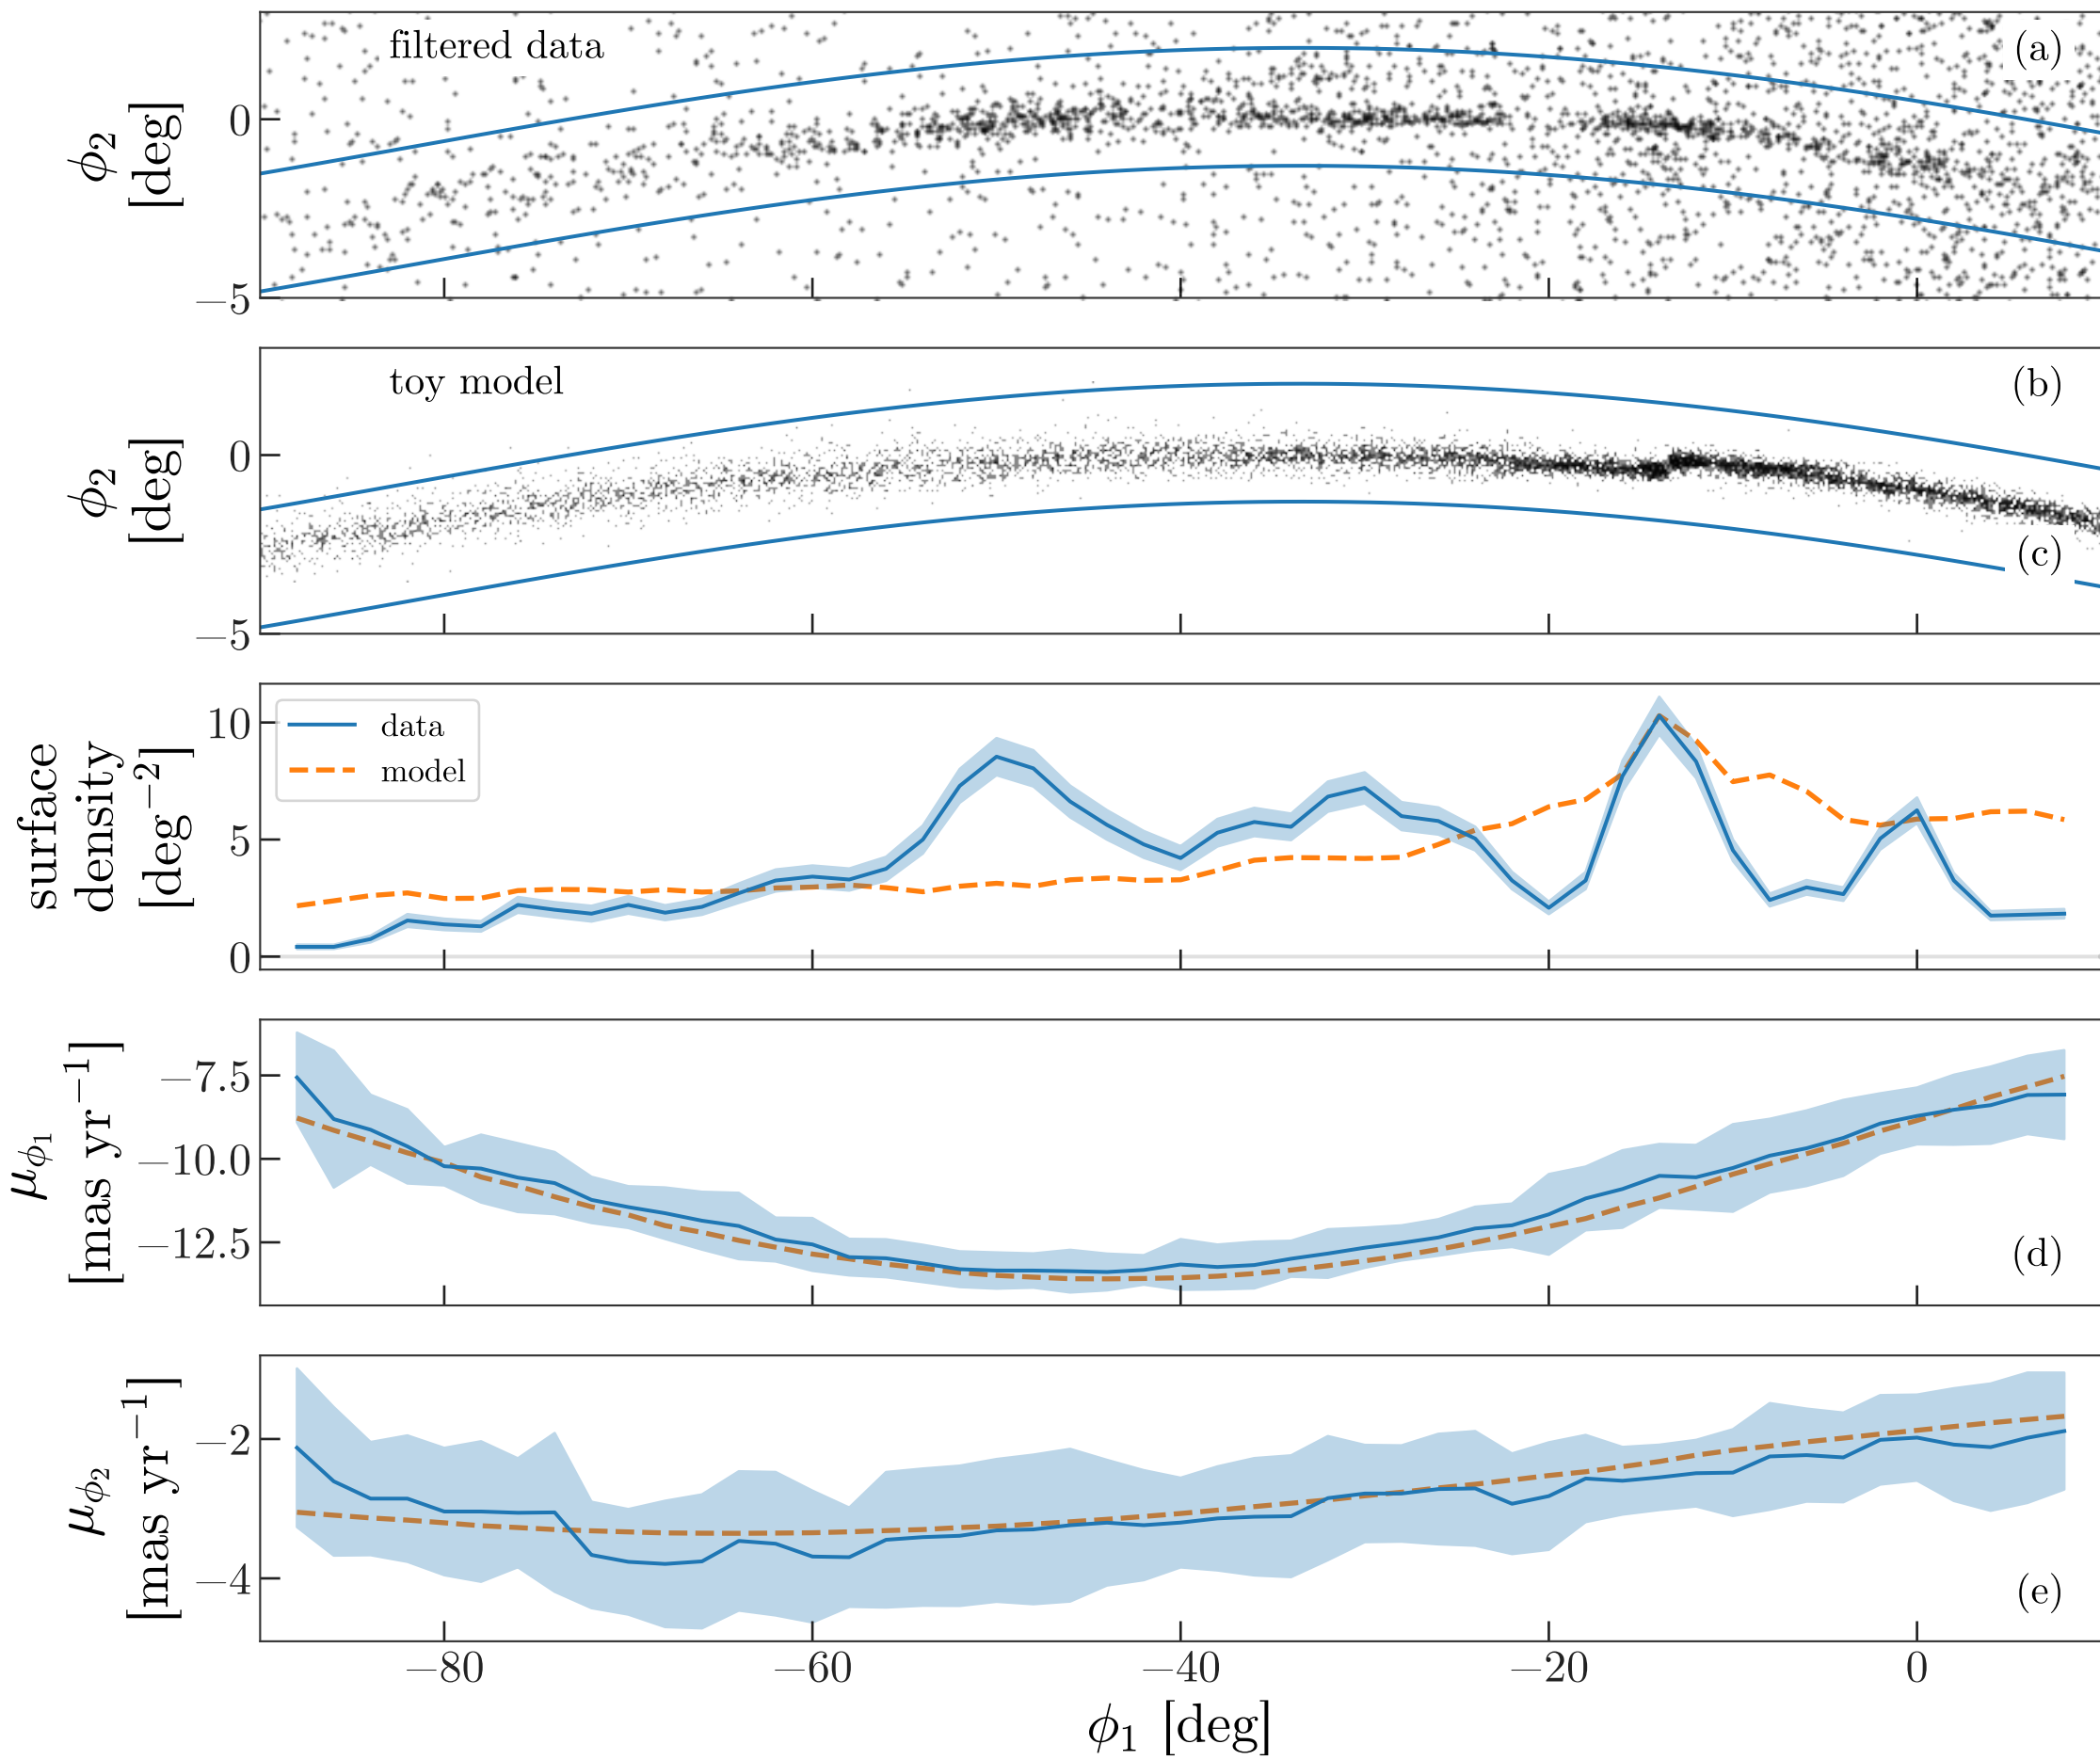 filtered data
(a)
0
−5
ϕ₂
[deg]
toy model
(b)
0
−5
ϕ₂
[deg]
(c)
data
model
10
5
0
surface
density
[deg⁻²]
−7.5
−10.0
−12.5
μϕ₁
[mas yr⁻¹]
(d)
−2
−4
μϕ₂
[mas yr⁻¹]
(e)
−80 −60 −40 −20 0
ϕ₁ [deg]